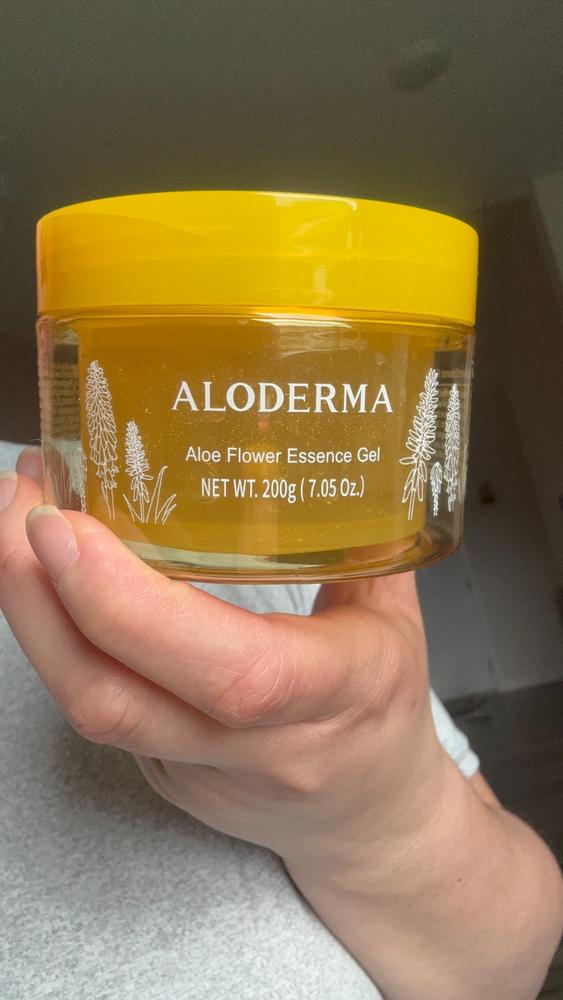 ALODERMA
Aloe Flower Essence Gel
NET WT. 200g ( 7.05 Oz.)